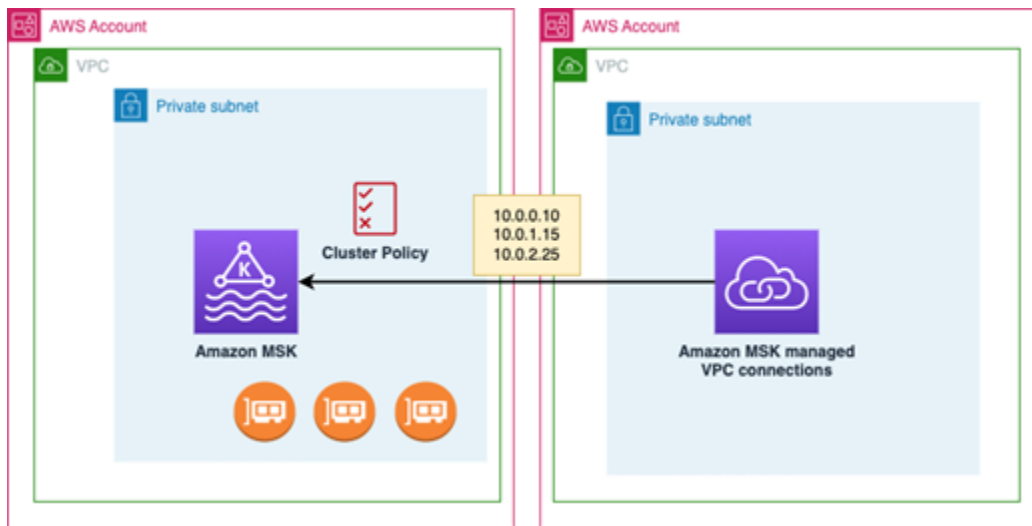 AWS Account
VPC
Private subnet
Cluster Policy
K
Amazon MSK
10.0.0.10
10.0.1.15
10.0.2.25
AWS Account
VPC
Private subnet
Amazon MSK managed
VPC connections